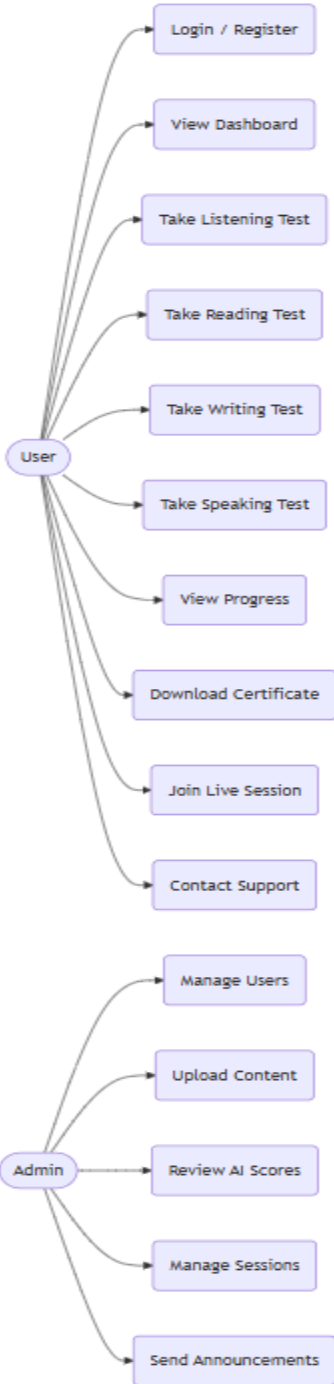 Login / Register
View Dashboard
Take Listening Test
Take Reading Test
Take Writing Test
User
Take Speaking Test
View Progress
Download Certificate
Join Live Session
Contact Support
Manage Users
Upload Content
Admin
Review AI Scores
Manage Sessions
Send Announcements